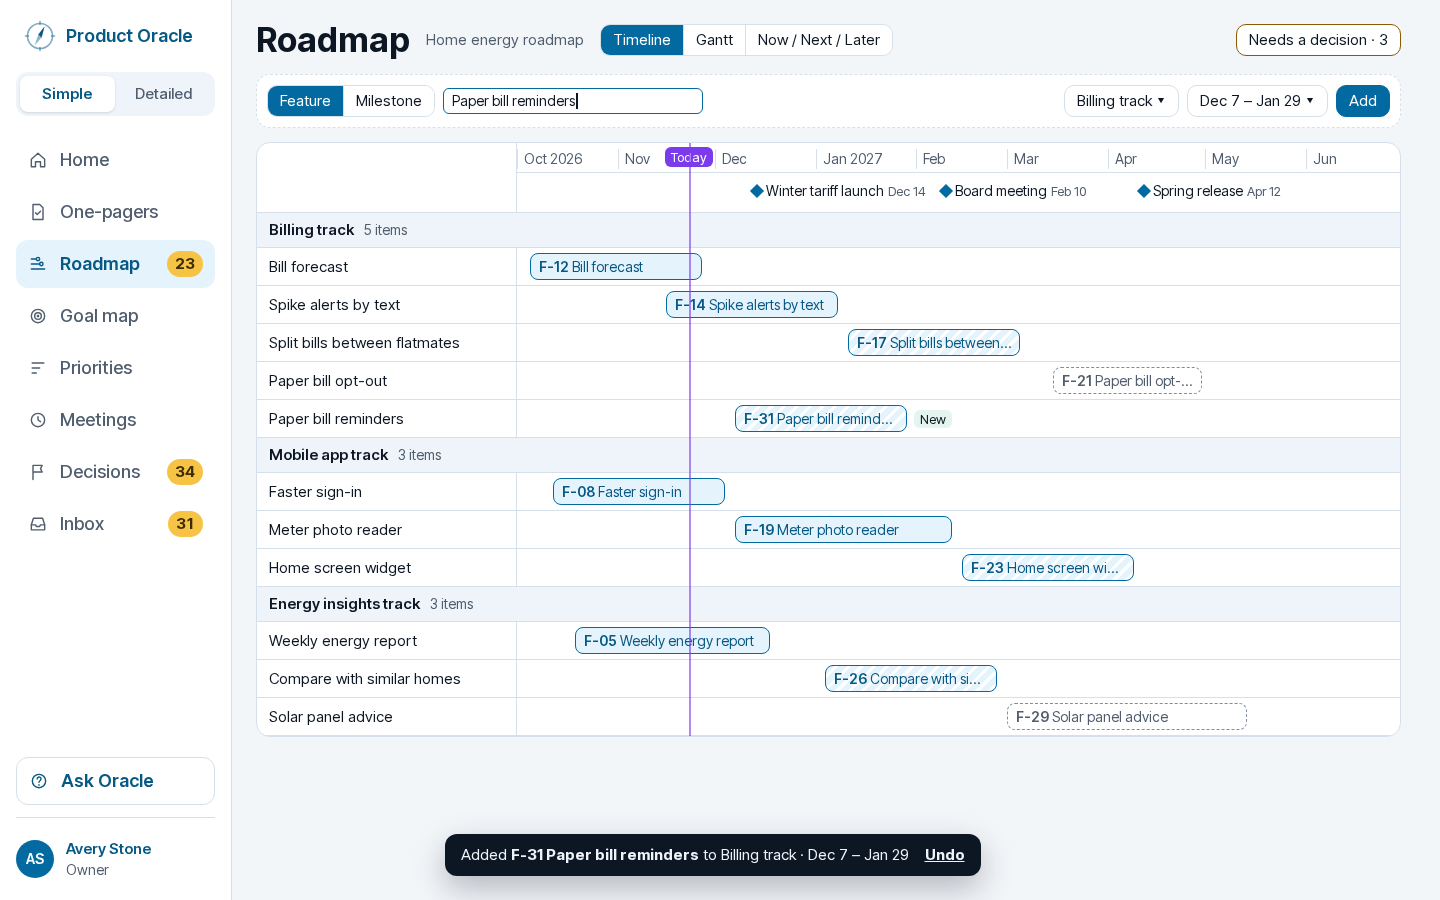 Product Oracle
Simple Detailed
Home
One-pagers
Roadmap 23
Goal map
Priorities
Meetings
Decisions 34
Inbox 31
Ask Oracle
AS Avery Stone
Owner
Roadmap Home energy roadmap Timeline Gantt Now / Next / Later Needs a decision · 3
Feature Milestone Paper bill reminders Billing track Dec 7 – Jan 29 Add
Oct 2026 Nov Today Dec Jan 2027 Feb Mar Apr May Jun
Winter tariff launch Dec 14 Board meeting Feb 10 Spring release Apr 12
Billing track 5 items
Bill forecast F-12 Bill forecast
Spike alerts by text F-14 Spike alerts by text
Split bills between flatmates F-17 Split bills between...
Paper bill opt-out F-21 Paper bill opt-...
Paper bill reminders F-31 Paper bill remind... New
Mobile app track 3 items
Faster sign-in F-08 Faster sign-in
Meter photo reader F-19 Meter photo reader
Home screen widget F-23 Home screen wi...
Energy insights track 3 items
Weekly energy report F-05 Weekly energy report
Compare with similar homes F-26 Compare with si...
Solar panel advice F-29 Solar panel advice
Added F-31 Paper bill reminders to Billing track · Dec 7 – Jan 29 Undo